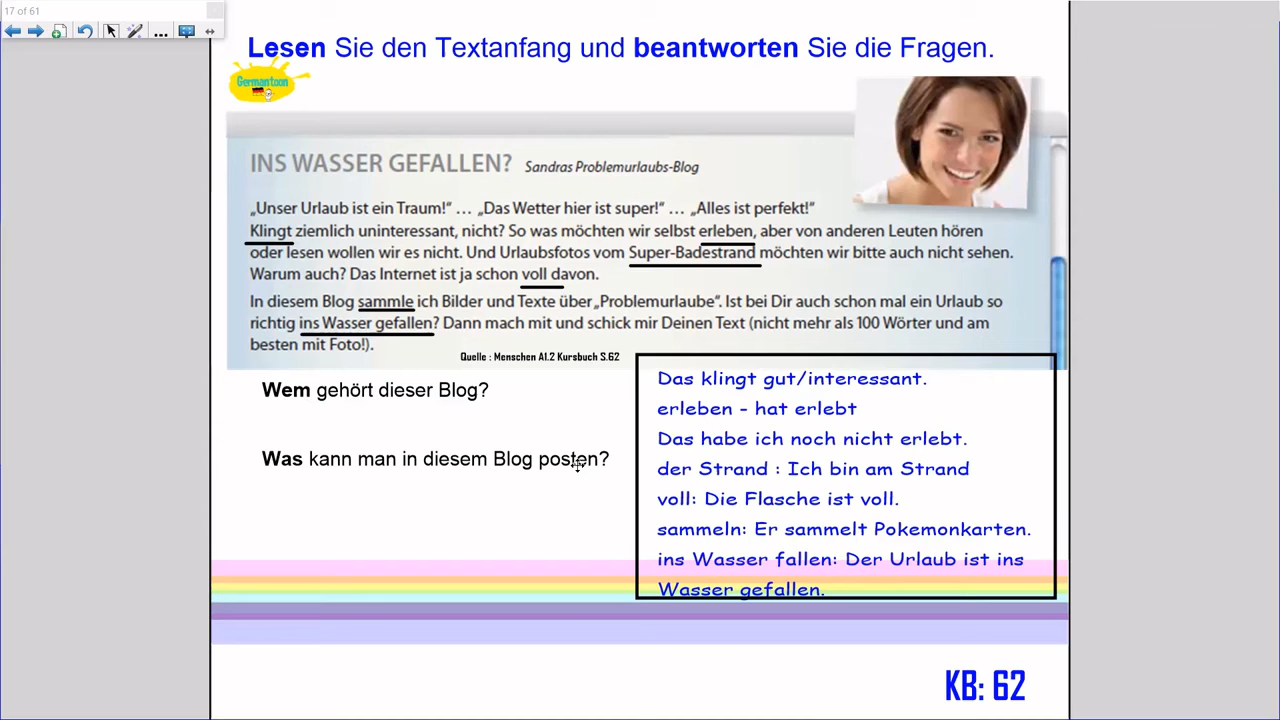 17 of 61
Lesen Sie den Textanfang und beantworten Sie die Fragen.
Germantoon
INS WASSER GEFALLEN? Sandras Problemurlaubs-Blog
„Unser Urlaub ist ein Traum!“ … „Das Wetter hier ist super!“ … „Alles ist perfekt!“
Klingt ziemlich uninteressant, nicht? So was möchten wir selbst erleben, aber von anderen Leuten hören
oder lesen wollen wir es nicht. Und Urlaubsfotos vom Super-Badestrand möchten wir bitte auch nicht sehen.
Warum auch? Das Internet ist ja schon voll davon.
In diesem Blog sammle ich Bilder und Texte über „Problemurlaube“. Ist bei Dir auch schon mal ein Urlaub so
richtig ins Wasser gefallen? Dann mach mit und schick mir Deinen Text (nicht mehr als 100 Wörter und am
besten mit Foto!).
Quelle : Menschen A1.2 Kursbuch S.62
Wem gehört dieser Blog?
Was kann man in diesem Blog posten?
Das klingt gut/interessant.
erleben - hat erlebt
Das habe ich noch nicht erlebt.
der Strand : Ich bin am Strand
voll: Die Flasche ist voll.
sammeln: Er sammelt Pokemonkarten.
ins Wasser fallen: Der Urlaub ist ins
Wasser gefallen.
KB: 62